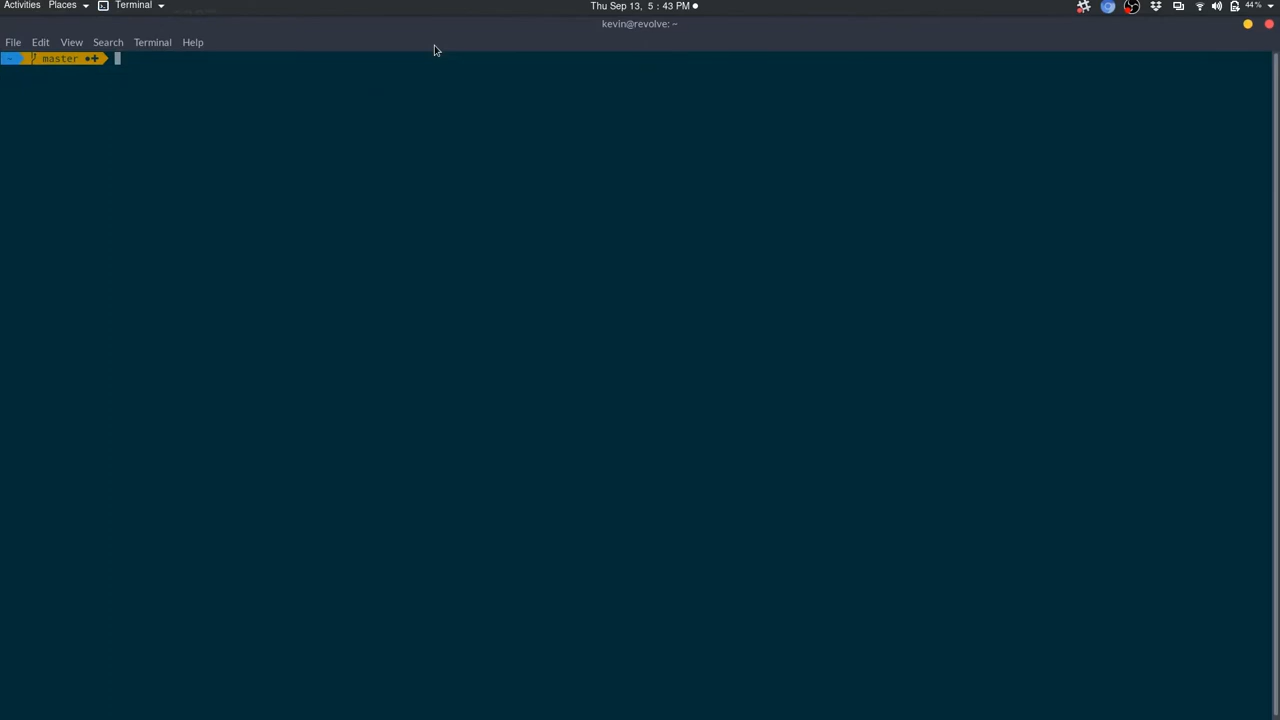 Activities Places Terminal Thu Sep 13, 5 : 43 PM 44%
kevin@revolve: ~
File Edit View Search Terminal Help
~ master